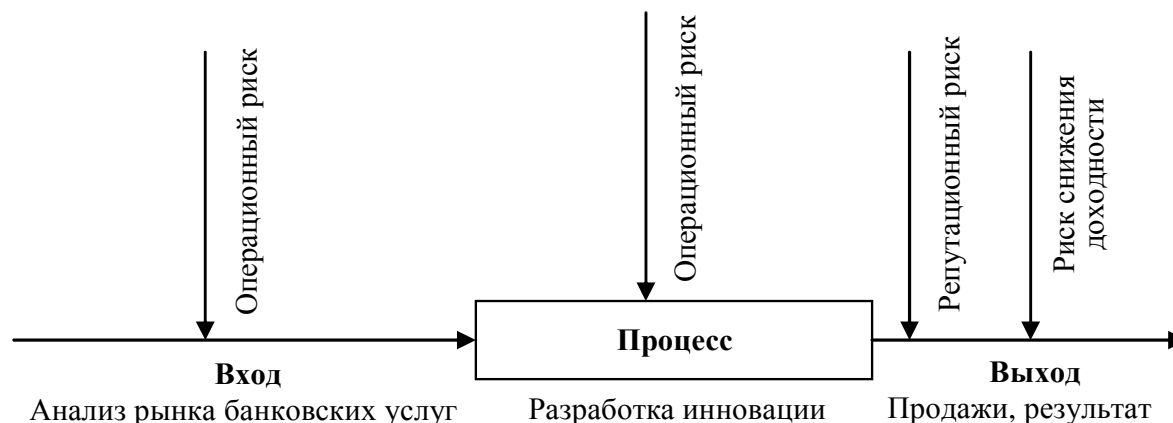 Операционный риск
Операционный риск
Репутационный риск
Риск снижения
доходности
Процесс
Вход
Анализ рынка банковских услуг
Разработка инновации
Выход
Продажи, результат